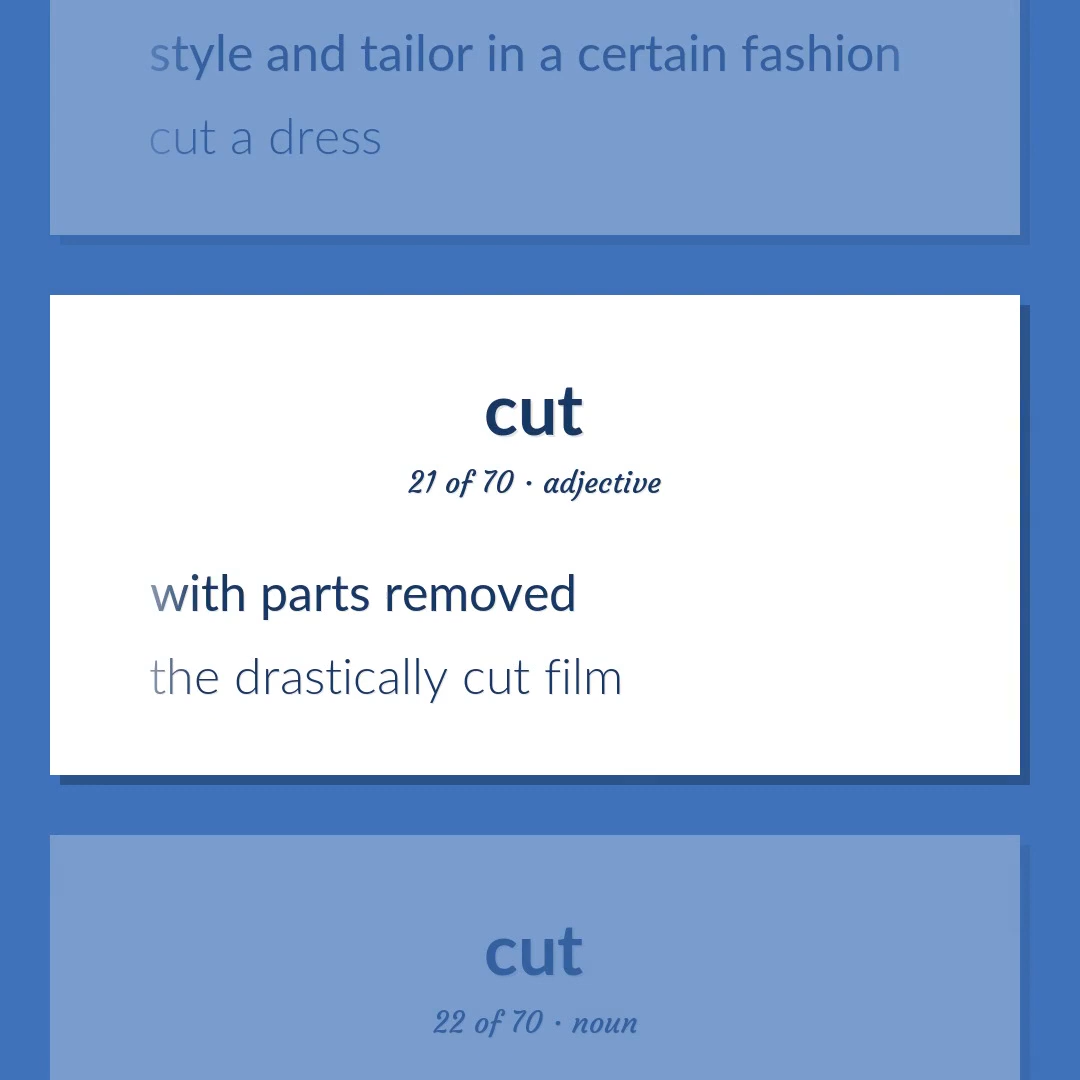 style and tailor in a certain fashion
cut a dress
cut
21 of 70 · adjective
with parts removed
the drastically cut film
cut
22 of 70 · noun